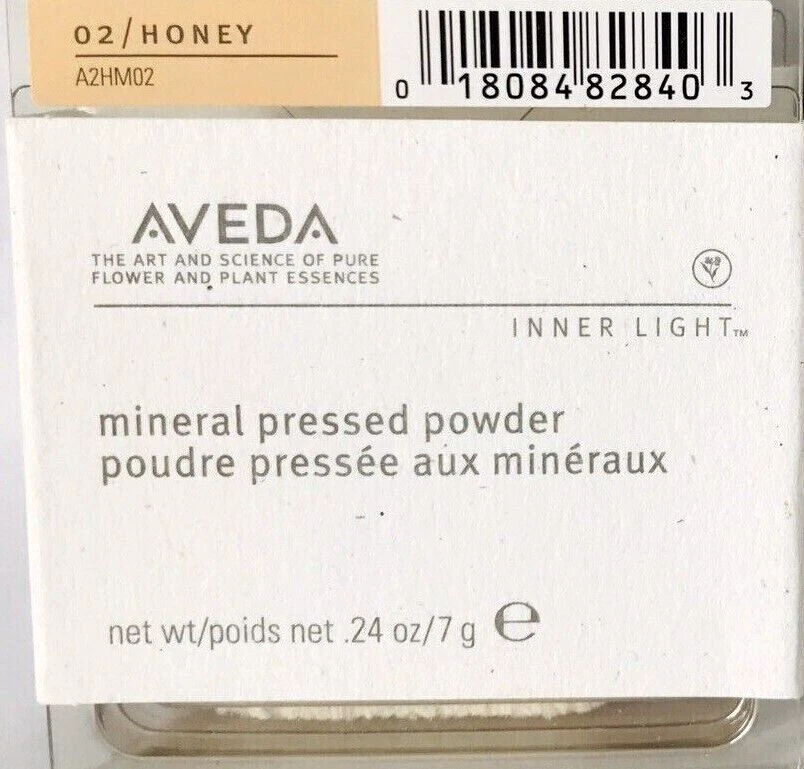 02/HONEY
A2HM02
0 18084 82840 3
AVEDA
THE ART AND SCIENCE OF PURE
FLOWER AND PLANT ESSENCES
INNER LIGHT™
mineral pressed powder
poudre pressée aux minéraux
net wt/poids net .24 oz/7 g ℮